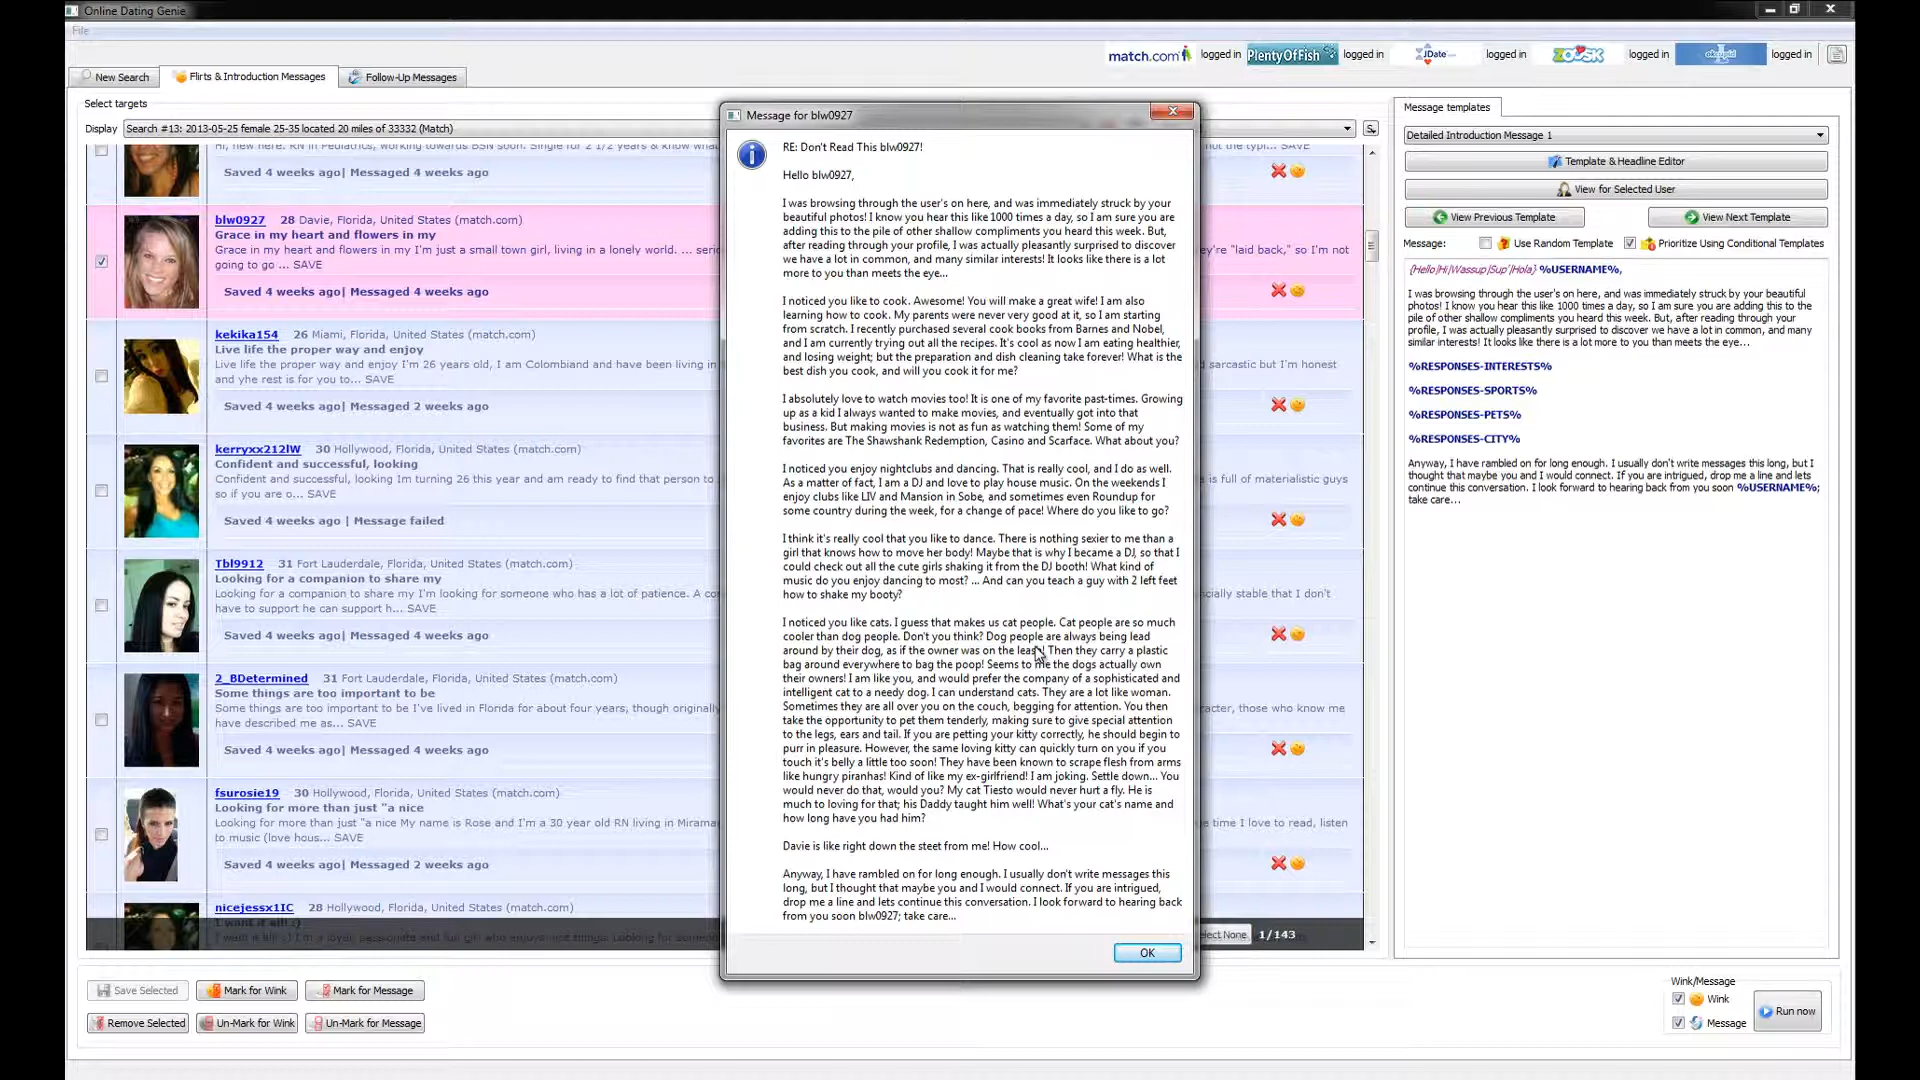 Online Dating Genie
File
match.com logged in PlentyOfFish logged in JDate logged in zoosk logged in okcupid logged in
New Search
Flirts & Introduction Messages
Follow-Up Messages
Select targets
Display
Search #13: 2013-05-25 female 25-35 located 20 miles of 33332 (Match)
Saved 4 weeks ago| Messaged 4 weeks ago
blw0927 28 Davie, Florida, United States (match.com)
Grace in my heart and flowers in my
Grace in my heart and flowers in my I'm just a small town girl, living in a lonely world. ... seri
they're "laid back," so I'm not
going to go ... SAVE
Saved 4 weeks ago| Messaged 4 weeks ago
kekika154 26 Miami, Florida, United States (match.com)
Live life the proper way and enjoy
Live life the proper way and enjoy I'm 26 years old, I am Colombiand and have been living in
sarcastic but I'm honest
and yhe rest is for you to... SAVE
Saved 4 weeks ago| Messaged 2 weeks ago
kerryxx212lW 30 Hollywood, Florida, United States (match.com)
Confident and successful, looking
Confident and successful, looking Im turning 26 this year and am ready to find that person to
is full of materialistic guys
so if you are o... SAVE
Saved 4 weeks ago | Message failed
Tbl9912 31 Fort Lauderdale, Florida, United States (match.com)
Looking for a companion to share my
Looking for a companion to share my I'm looking for someone who has a lot of patience. A co
cially stable that I don't
have to support he can support h... SAVE
Saved 4 weeks ago| Messaged 4 weeks ago
2_BDetermined 31 Fort Lauderdale, Florida, United States (match.com)
Some things are too important to be
Some things are too important to be I've lived in Florida for about four years, though originally
racter, those who know me
have described me as... SAVE
Saved 4 weeks ago| Messaged 4 weeks ago
fsurosie19 30 Hollywood, Florida, United States (match.com)
Looking for more than just "a nice
Looking for more than just "a nice My name is Rose and I'm a 30 year old RN living in Mirama
e time I love to read, listen
to music (love hous... SAVE
Saved 4 weeks ago| Messaged 2 weeks ago
nicejessx1IC 28 Hollywood, Florida, United States (match.com)
Select None 1/143
Message for blw0927
RE: Don't Read This blw0927!
Hello blw0927,
I was browsing through the user's on here, and was immediately struck by your
beautiful photos! I know you hear this like 1000 times a day, so I am sure you are
adding this to the pile of other shallow compliments you heard this week. But,
after reading through your profile, I was actually pleasantly surprised to discover
we have a lot in common, and many similar interests! It looks like there is a lot
more to you than meets the eye...
I noticed you like to cook. Awesome! You will make a great wife! I am also
learning how to cook. My parents were never very good at it, so I am starting
from scratch. I recently purchased several cook books from Barnes and Nobel,
and I am currently trying out all the recipes. It's cool as now I am eating healthier,
and losing weight; but the preparation and dish cleaning take forever! What is the
best dish you cook, and will you cook it for me?
I absolutely love to watch movies too! It is one of my favorite past-times. Growing
up as a kid I always wanted to make movies, and eventually got into that
business. But making movies is not as fun as watching them! Some of my
favorites are The Shawshank Redemption, Casino and Scarface. What about you?
I noticed you enjoy nightclubs and dancing. That is really cool, and I do as well.
As a matter of fact, I am a DJ and love to play house music. On the weekends I
enjoy clubs like LIV and Mansion in Sobe, and sometimes even Roundup for
some country during the week, for a change of pace! Where do you like to go?
I think it's really cool that you like to dance. There is nothing sexier to me than a
girl that knows how to move her body! Maybe that is why I became a DJ, so that I
could check out all the cute girls shaking it from the DJ booth! What kind of
music do you enjoy dancing to most? ... And can you teach a guy with 2 left feet
how to shake my booty?
I noticed you like cats. I guess that makes us cat people. Cat people are so much
cooler than dog people. Don't you think? Dog people are always being lead
around by their dog, as if the owner was on the leash! Then they carry a plastic
bag around everywhere to bag the poop! Seems to me the dogs actually own
their owners! I am like you, and would prefer the company of a sophisticated and
intelligent cat to a needy dog. I can understand cats. They are a lot like woman.
Sometimes they are all over you on the couch, begging for attention. You then
take the opportunity to pet them tenderly, making sure to give special attention
to the legs, ears and tail. If you are petting your kitty correctly, he should begin to
purr in pleasure. However, the same loving kitty can quickly turn on you if you
touch it's belly a little too soon! They have been known to scrape flesh from arms
like hungry piranhas! Kind of like my ex-girlfriend! I am joking. Settle down... You
would never do that, would you? My cat Tiesto would never hurt a fly. He is
much to loving for that; his Daddy taught him well! What's your cat's name and
how long have you had him?
Davie is like right down the steet from me! How cool...
Anyway, I have rambled on for long enough. I usually don't write messages this
long, but I thought that maybe you and I would connect. If you are intrigued,
drop me a line and lets continue this conversation. I look forward to hearing back
from you soon blw0927; take care...
OK
Message templates
Detailed Introduction Message 1
Template & Headline Editor
View for Selected User
View Previous Template
View Next Template
Message: Use Random Template Prioritize Using Conditional Templates
{Hello|Hi|Wassup|Sup'|Hola} %USERNAME%,
I was browsing through the user's on here, and was immediately struck by your beautiful
photos! I know you hear this like 1000 times a day, so I am sure you are adding this to the
pile of other shallow compliments you heard this week. But, after reading through your
profile, I was actually pleasantly surprised to discover we have a lot in common, and many
similar interests! It looks like there is a lot more to you than meets the eye...
%RESPONSES-INTERESTS%
%RESPONSES-SPORTS%
%RESPONSES-PETS%
%RESPONSES-CITY%
Anyway, I have rambled on for long enough. I usually don't write messages this long, but I
thought that maybe you and I would connect. If you are intrigued, drop me a line and lets
continue this conversation. I look forward to hearing back from you soon %USERNAME%;
take care...
Save Selected
Mark for Wink
Mark for Message
Remove Selected
Un-Mark for Wink
Un-Mark for Message
Wink/Message
Wink
Message
Run now